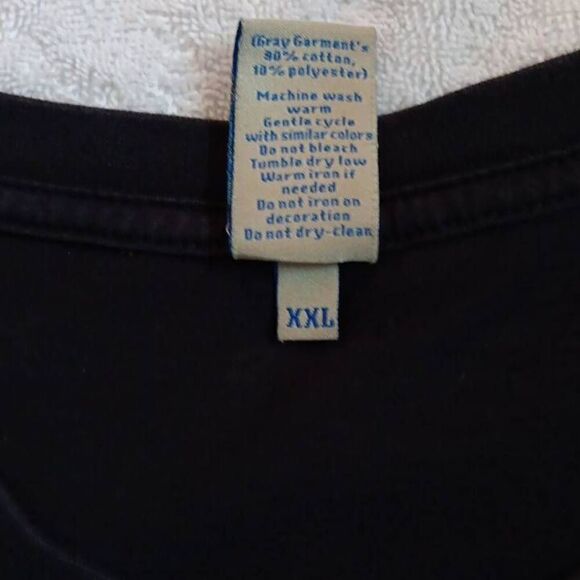 (Gray Garment's
90% cotton,
10% polyester)
Machine wash
warm
Gentle cycle
with similar colors
Do not bleach
Tumble dry low
Warm iron if
needed
Do not iron on
decoration
Do not dry-clean
XXL